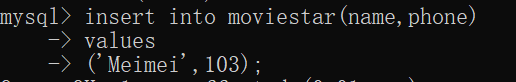 mysql> insert into moviestar(name,phone)
    -> values
    -> ('Meimei',103);